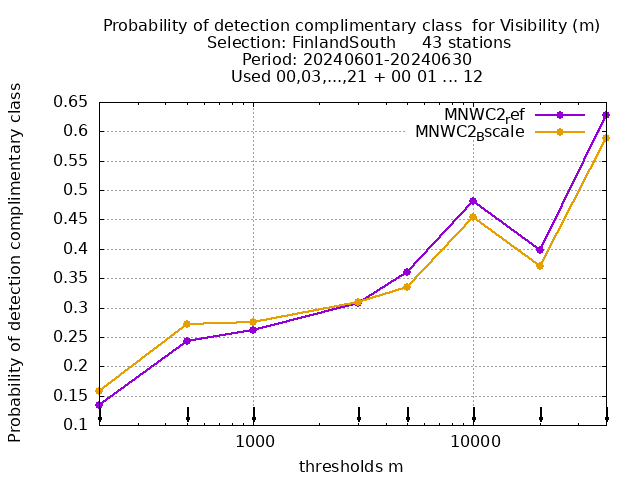 Probability of detection complimentary class  for Visibility (m)
Selection: FinlandSouth     43 stations
Period: 20240601-20240630
Used 00,03,...,21 + 00 01 ... 12
Probability of detection complimentary class
0.65
0.6
0.55
0.5
0.45
0.4
0.35
0.3
0.25
0.2
0.15
0.1
MNWC2ref
MNWC2Bscale
1000
10000
thresholds m